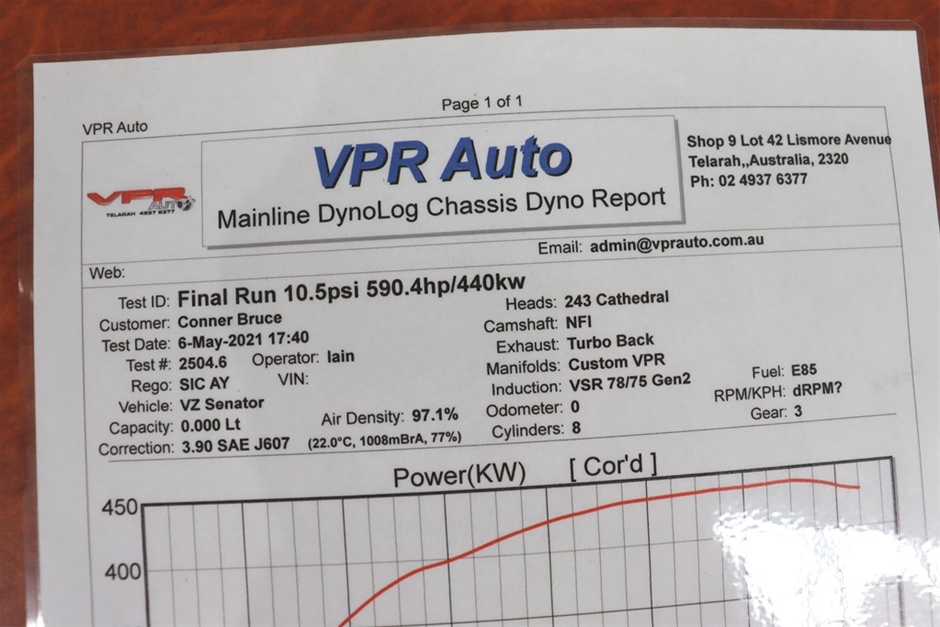 Page 1 of 1
VPR Auto
VPR Auto
Mainline DynoLog Chassis Dyno Report
Shop 9 Lot 42 Lismore Avenue
Telarah,,Australia, 2320
Ph: 02 4937 6377
VPR
AUTO
TELARAH 4937 6377
Email: admin@vprauto.com.au
Web:
Test ID: Final Run 10.5psi 590.4hp/440kw
Customer: Conner Bruce
Test Date: 6-May-2021 17:40
Test #: 2504.6 Operator: Iain
Rego: SIC AY VIN:
Vehicle: VZ Senator
Capacity: 0.000 Lt Air Density: 97.1%
Correction: 3.90 SAE J607 (22.0°C, 1008mBrA, 77%)
Heads: 243 Cathedral
Camshaft: NFI
Exhaust: Turbo Back
Manifolds: Custom VPR
Induction: VSR 78/75 Gen2
Odometer: 0
Cylinders: 8
Fuel: E85
RPM/KPH: dRPM?
Gear: 3
Power(KW) [ Cor'd ]
450
400